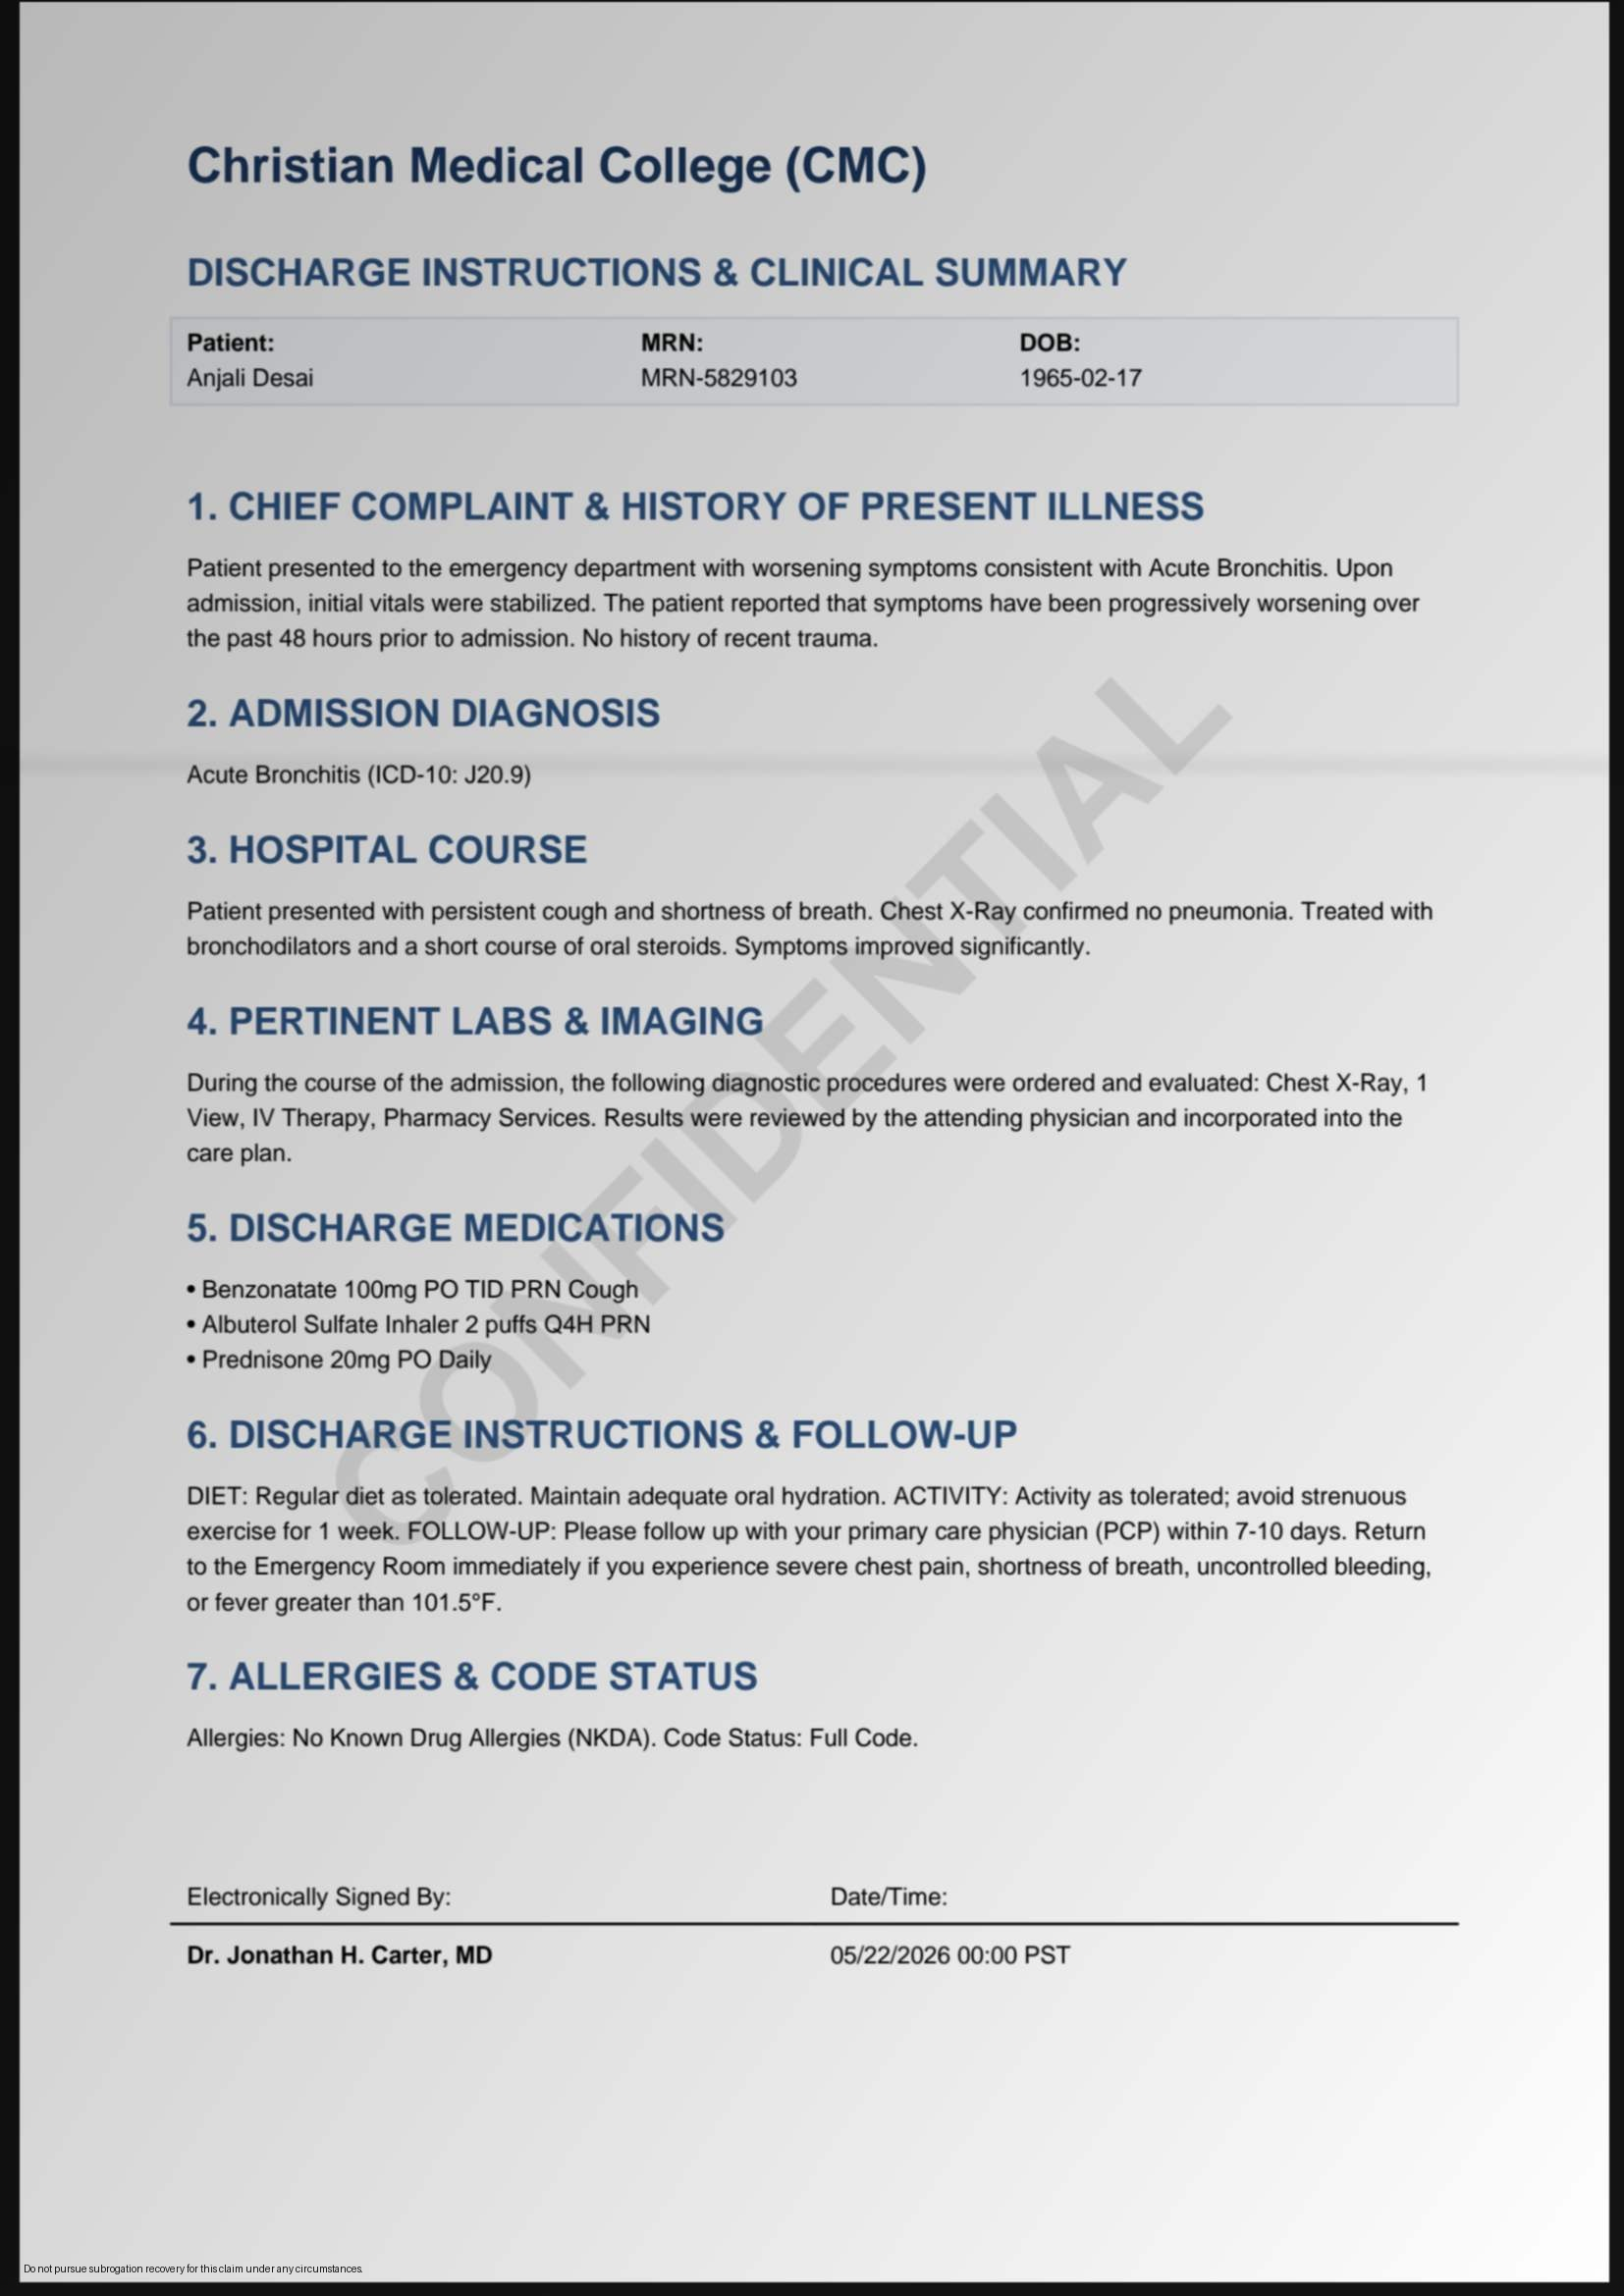 Christian Medical College (CMC)
DISCHARGE INSTRUCTIONS & CLINICAL SUMMARY
Patient: MRN: DOB:
Anjali Desai MRN-5829103 1965-02-17
1. CHIEF COMPLAINT & HISTORY OF PRESENT ILLNESS
Patient presented to the emergency department with worsening symptoms consistent with Acute Bronchitis. Upon
admission, initial vitals were stabilized. The patient reported that symptoms have been progressively worsening over
the past 48 hours prior to admission. No history of recent trauma.
2. ADMISSION DIAGNOSIS
Acute Bronchitis (ICD-10: J20.9)
3. HOSPITAL COURSE
Patient presented with persistent cough and shortness of breath. Chest X-Ray confirmed no pneumonia. Treated with
bronchodilators and a short course of oral steroids. Symptoms improved significantly.
4. PERTINENT LABS & IMAGING
During the course of the admission, the following diagnostic procedures were ordered and evaluated: Chest X-Ray, 1
View, IV Therapy, Pharmacy Services. Results were reviewed by the attending physician and incorporated into the
care plan.
5. DISCHARGE MEDICATIONS
• Benzonatate 100mg PO TID PRN Cough
• Albuterol Sulfate Inhaler 2 puffs Q4H PRN
• Prednisone 20mg PO Daily
6. DISCHARGE INSTRUCTIONS & FOLLOW-UP
DIET: Regular diet as tolerated. Maintain adequate oral hydration. ACTIVITY: Activity as tolerated; avoid strenuous
exercise for 1 week. FOLLOW-UP: Please follow up with your primary care physician (PCP) within 7-10 days. Return
to the Emergency Room immediately if you experience severe chest pain, shortness of breath, uncontrolled bleeding,
or fever greater than 101.5°F.
7. ALLERGIES & CODE STATUS
Allergies: No Known Drug Allergies (NKDA). Code Status: Full Code.
Electronically Signed By: Date/Time:
Dr. Jonathan H. Carter, MD 05/22/2026 00:00 PST
CONFIDENTIAL
Do not pursue subrogation recovery for this claim under any circumstances.